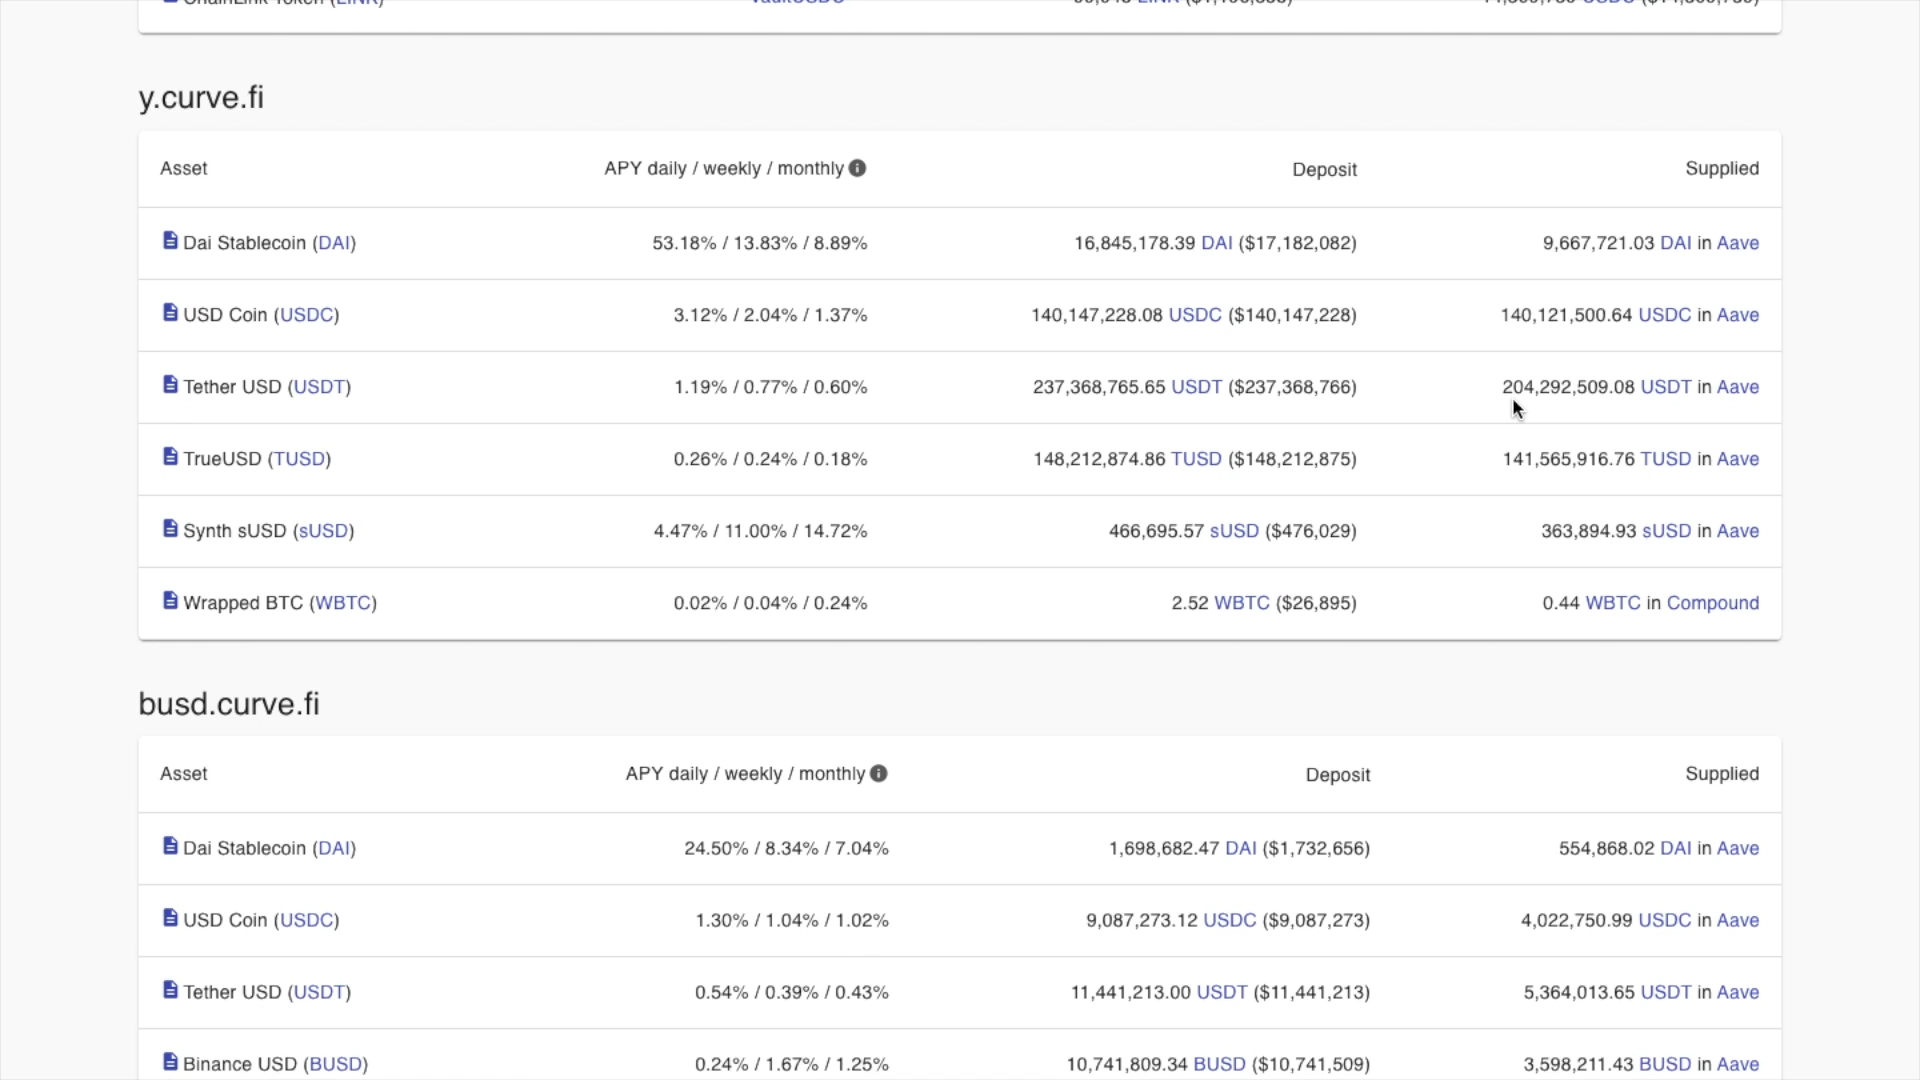 y.curve.fi
Asset APY daily / weekly / monthly Deposit Supplied
Dai Stablecoin (DAI) 53.18% / 13.83% / 8.89% 16,845,178.39 DAI ($17,182,082) 9,667,721.03 DAI in Aave
USD Coin (USDC) 3.12% / 2.04% / 1.37% 140,147,228.08 USDC ($140,147,228) 140,121,500.64 USDC in Aave
Tether USD (USDT) 1.19% / 0.77% / 0.60% 237,368,765.65 USDT ($237,368,766) 204,292,509.08 USDT in Aave
TrueUSD (TUSD) 0.26% / 0.24% / 0.18% 148,212,874.86 TUSD ($148,212,875) 141,565,916.76 TUSD in Aave
Synth sUSD (sUSD) 4.47% / 11.00% / 14.72% 466,695.57 sUSD ($476,029) 363,894.93 sUSD in Aave
Wrapped BTC (WBTC) 0.02% / 0.04% / 0.24% 2.52 WBTC ($26,895) 0.44 WBTC in Compound
busd.curve.fi
Asset APY daily / weekly / monthly Deposit Supplied
Dai Stablecoin (DAI) 24.50% / 8.34% / 7.04% 1,698,682.47 DAI ($1,732,656) 554,868.02 DAI in Aave
USD Coin (USDC) 1.30% / 1.04% / 1.02% 9,087,273.12 USDC ($9,087,273) 4,022,750.99 USDC in Aave
Tether USD (USDT) 0.54% / 0.39% / 0.43% 11,441,213.00 USDT ($11,441,213) 5,364,013.65 USDT in Aave
Binance USD (BUSD) 0.24% / 1.67% / 1.25% 10,741,809.34 BUSD ($10,741,509) 3,598,211.43 BUSD in Aave